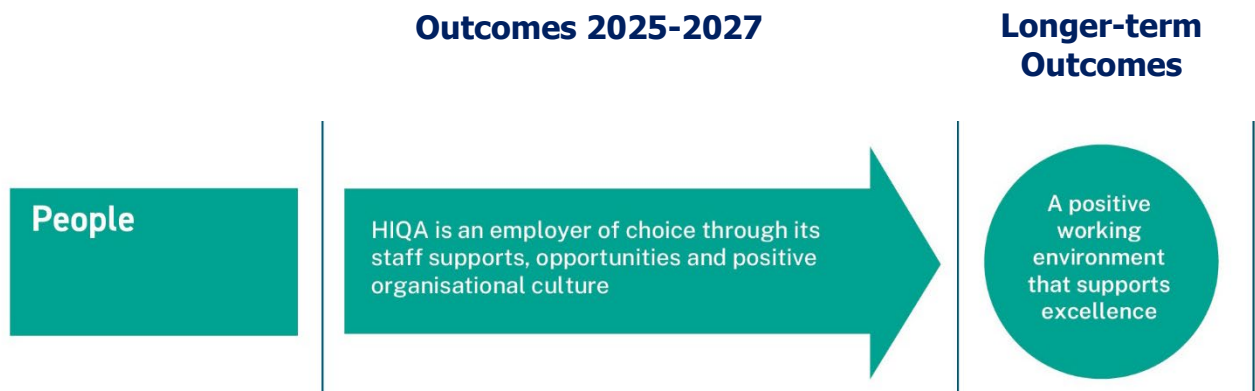 Outcomes 2025-2027
Longer-term
Outcomes
People
HIQA is an employer of choice through its
staff supports, opportunities and positive
organisational culture
A positive
working
environment
that supports
excellence